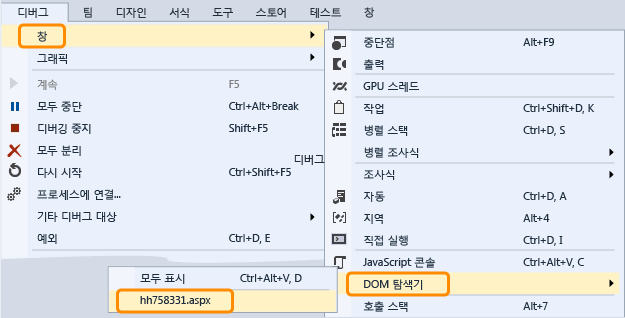 디버그 팀 디자인 서식 도구 스토어 테스트 창
창
그래픽
계속 F5
모두 중단 Ctrl+Alt+Break
디버깅 중지 Shift+F5
모두 분리
디버그
다시 시작 Ctrl+Shift+F5
프로세스에 연결...
기타 디버그 대상
예외 Ctrl+D, E
중단점 Alt+F9
출력
GPU 스레드
작업 Ctrl+Shift+D, K
병렬 스택 Ctrl+D, S
병렬 조사식
조사식
자동 Ctrl+D, A
지역 Alt+4
직접 실행 Ctrl+D, I
JavaScript 콘솔 Ctrl+Alt+V, C
DOM 탐색기
호출 스택 Alt+7
모두 표시 Ctrl+Alt+V, D
hh758331.aspx